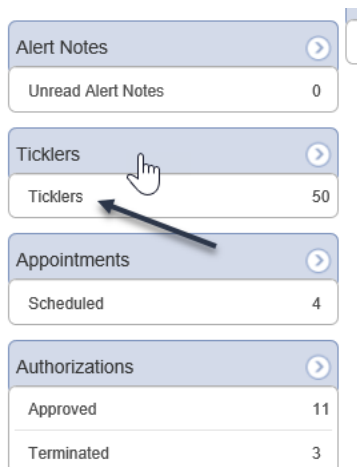 Alert Notes
Unread Alert Notes 0
Ticklers
Ticklers 50
Appointments
Scheduled 4
Authorizations
Approved 11
Terminated 3